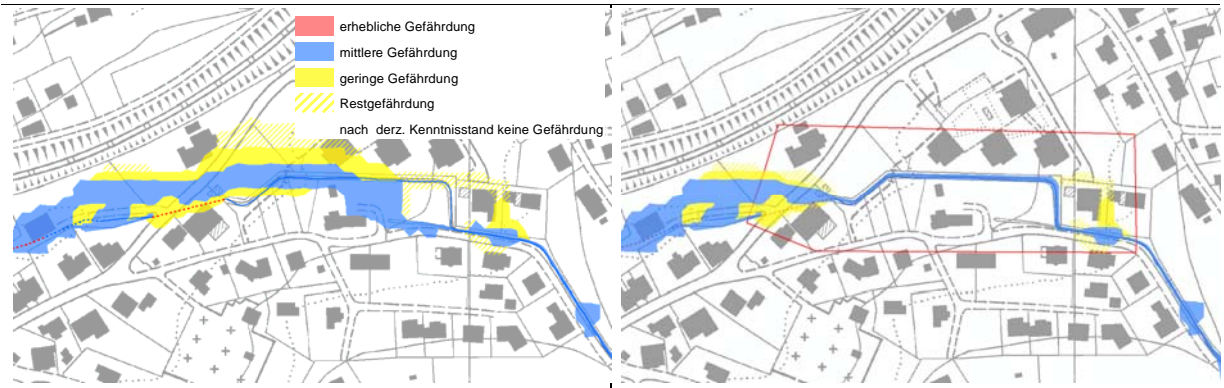 erhebliche Gefährdung
mittlere Gefährdung
geringe Gefährdung
Restgefährdung
nach derz. Kenntnisstand keine Gefährdung